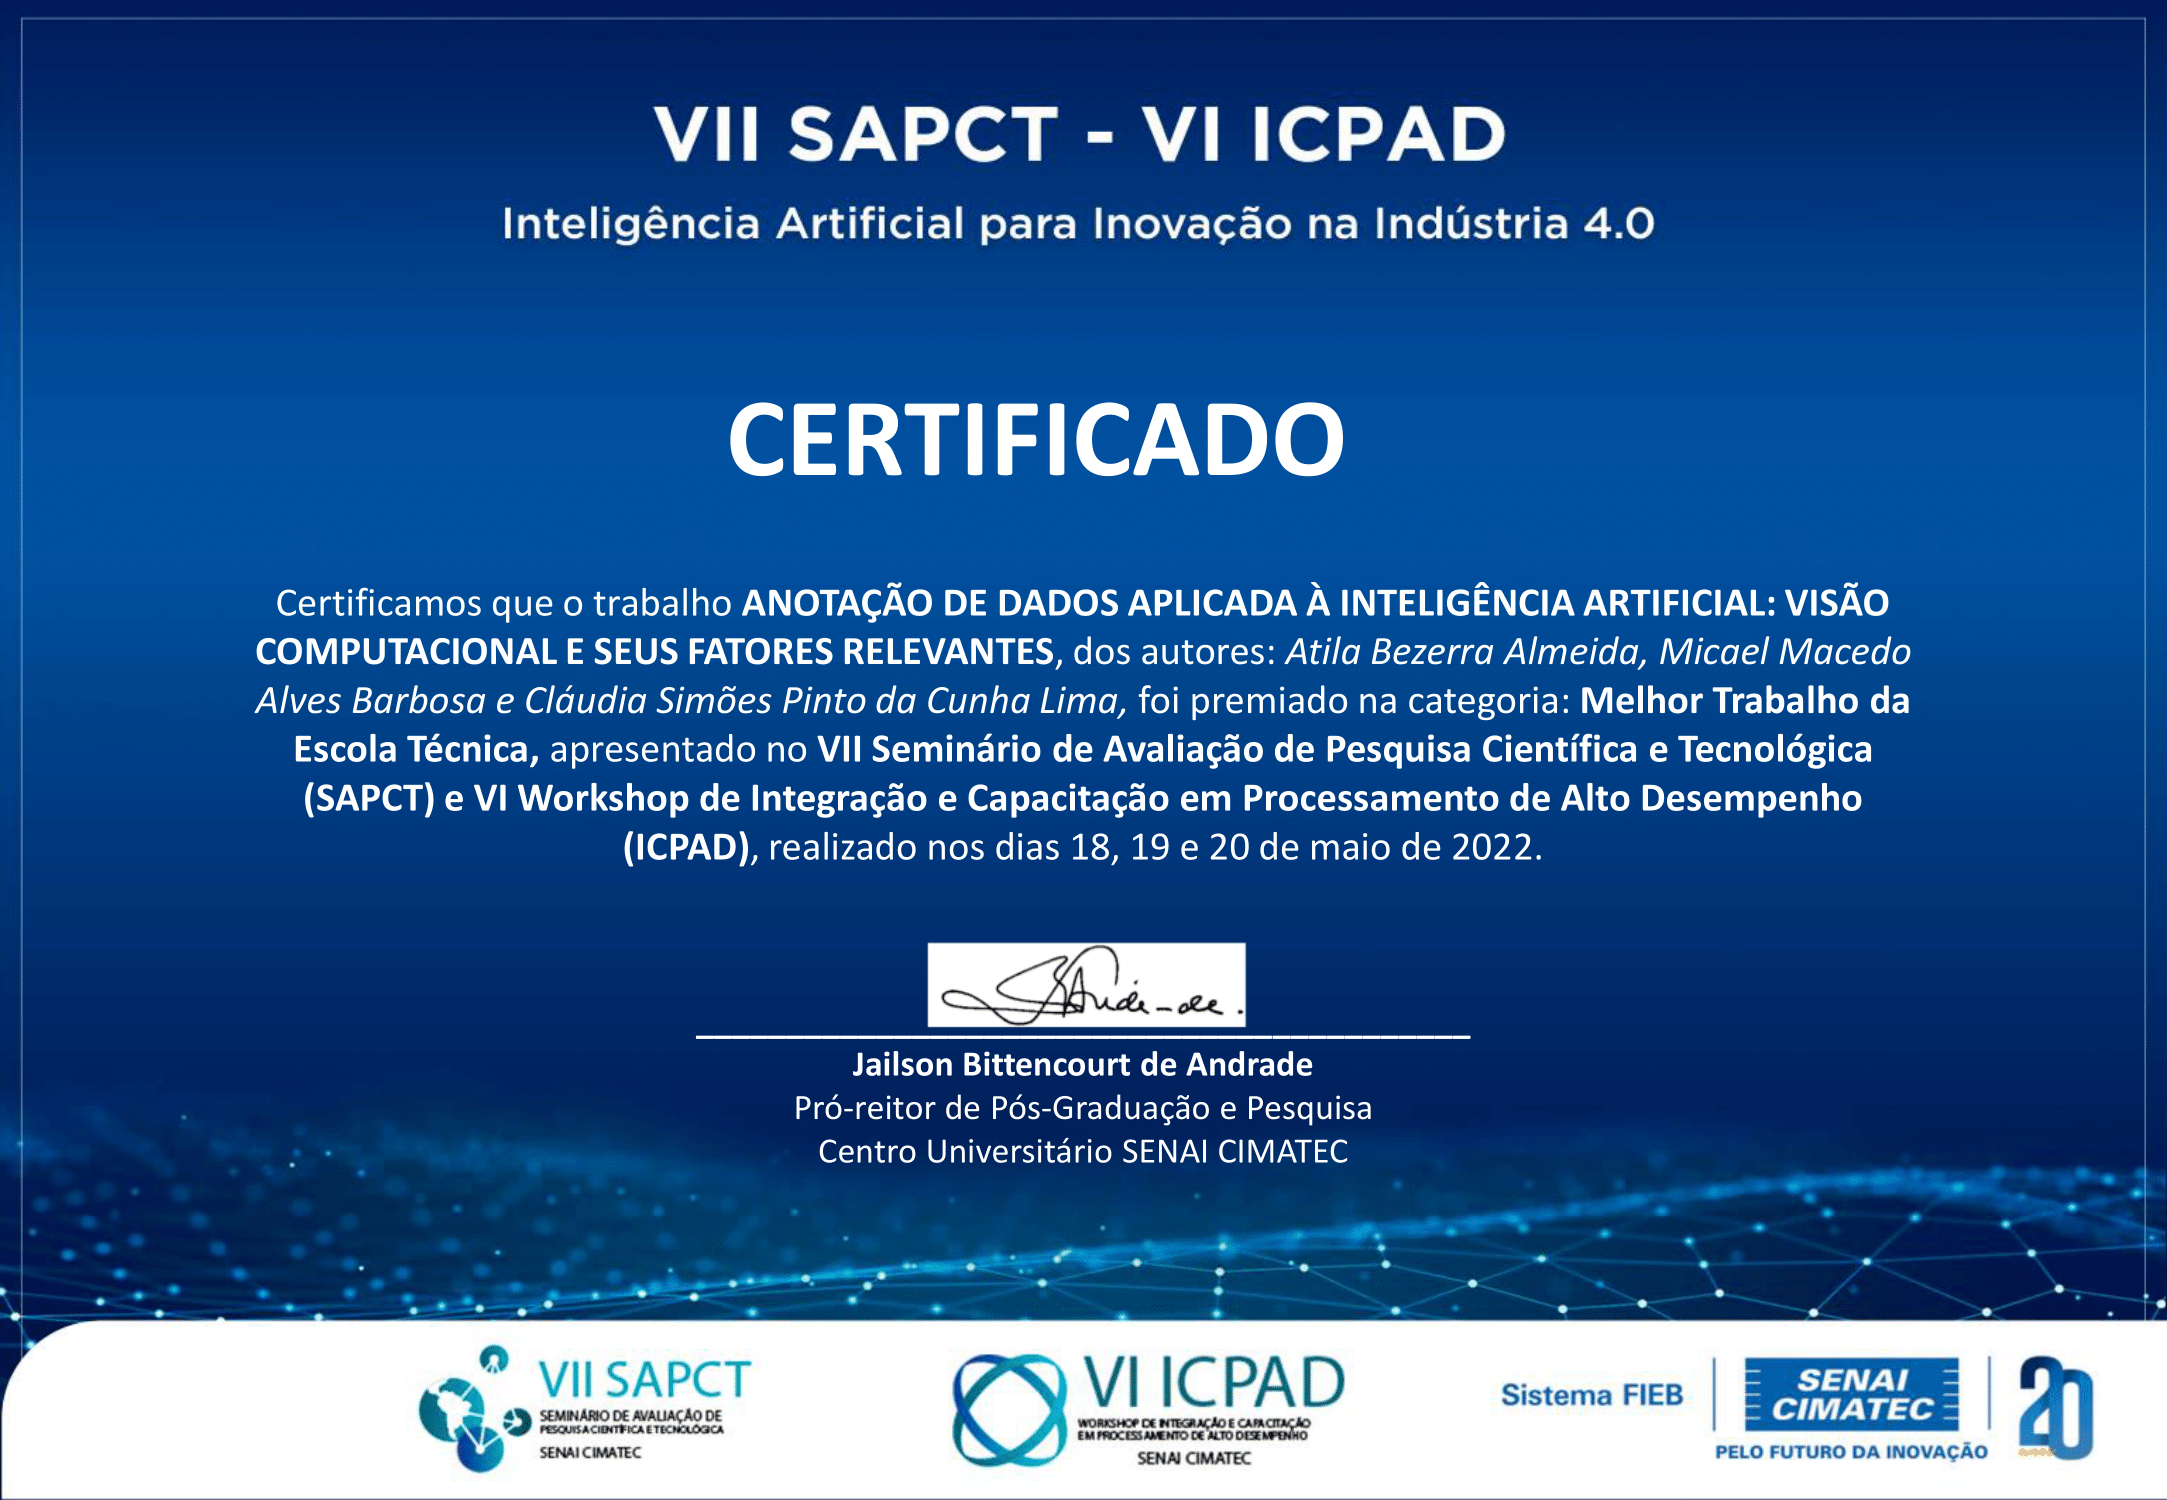 VII SAPCT - VI ICPAD
Inteligência Artificial para Inovação na Indústria 4.0
CERTIFICADO
Certificamos que o trabalho ANOTAÇÃO DE DADOS APLICADA À INTELIGÊNCIA ARTIFICIAL: VISÃO
COMPUTACIONAL E SEUS FATORES RELEVANTES, dos autores: Atila Bezerra Almeida, Micael Macedo
Alves Barbosa e Cláudia Simões Pinto da Cunha Lima, foi premiado na categoria: Melhor Trabalho da
Escola Técnica, apresentado no VII Seminário de Avaliação de Pesquisa Científica e Tecnológica
(SAPCT) e VI Workshop de Integração e Capacitação em Processamento de Alto Desempenho
(ICPAD), realizado nos dias 18, 19 e 20 de maio de 2022.
Jailson Bittencourt de Andrade
Pró-reitor de Pós-Graduação e Pesquisa
Centro Universitário SENAI CIMATEC
VII SAPCT
SEMINÁRIO DE AVALIAÇÃO DE
PESQUISA CIENTÍFICA E TECNOLÓGICA
SENAI CIMATEC
VI ICPAD
WORKSHOP DE INTEGRAÇÃO E CAPACITAÇÃO
EM PROCESSAMENTO DE ALTO DESEMPENHO
SENAI CIMATEC
Sistema FIEB
SENAI
CIMATEC
PELO FUTURO DA INOVAÇÃO
20